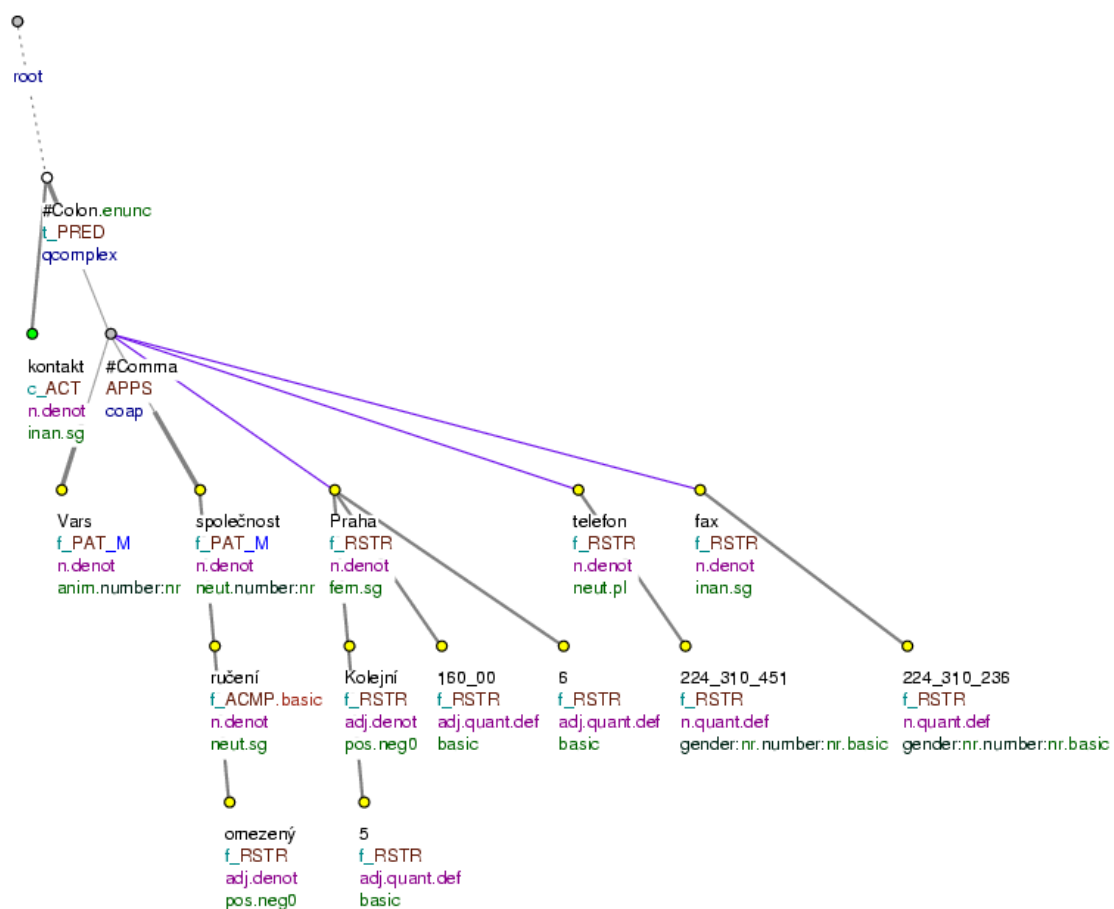 root
#Colon.enunc
t_PRED
qcomplex
kontakt #Comma
c_ACT APPS
n.denot coap
inan.sg
Vars společnost Praha telefon fax
f_PAT_M f_PAT_M f_RSTR f_RSTR f_RSTR
n.denot n.denot n.denot n.denot n.denot
anim.number:nr neut.number:nr fem.sg neut.pl inan.sg
ručení Kolejní 160_00 6 224_310_451 224_310_236
f_ACMP.basic f_RSTR f_RSTR f_RSTR f_RSTR f_RSTR
n.denot adj.denot adj.quant.def adj.quant.def n.quant.def n.quant.def
neut.sg pos.neg0 basic basic gender:nr.number:nr.basic gender:nr.number:nr.basic
omezený 5
f_RSTR f_RSTR
adj.denot adj.quant.def
pos.neg0 basic